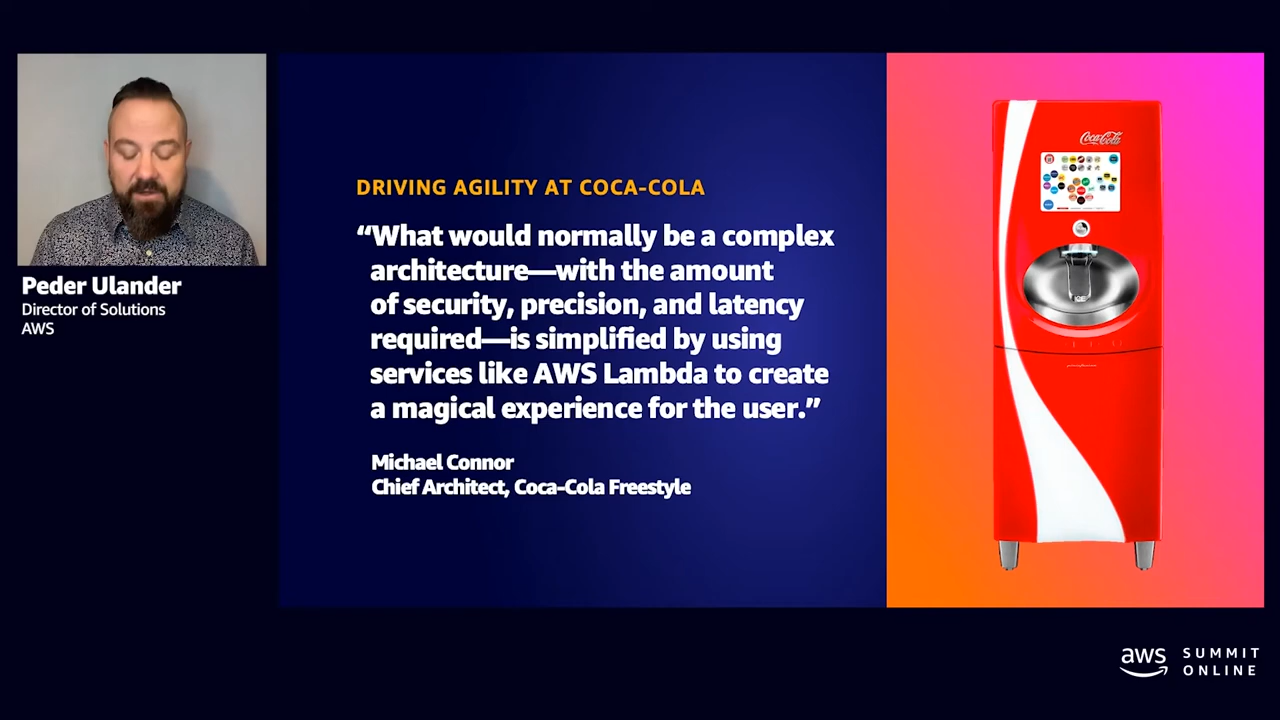 Peder Ulander
Director of Solutions
AWS
DRIVING AGILITY AT COCA-COLA
“What would normally be a complex
architecture—with the amount
of security, precision, and latency
required—is simplified by using
services like AWS Lambda to create
a magical experience for the user.”
Michael Connor
Chief Architect, Coca-Cola Freestyle
Coca-Cola
ICE
aws
SUMMIT
ONLINE